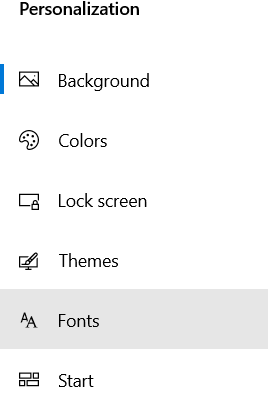 Personalization
Background
Colors
Lock screen
Themes
Fonts
Start